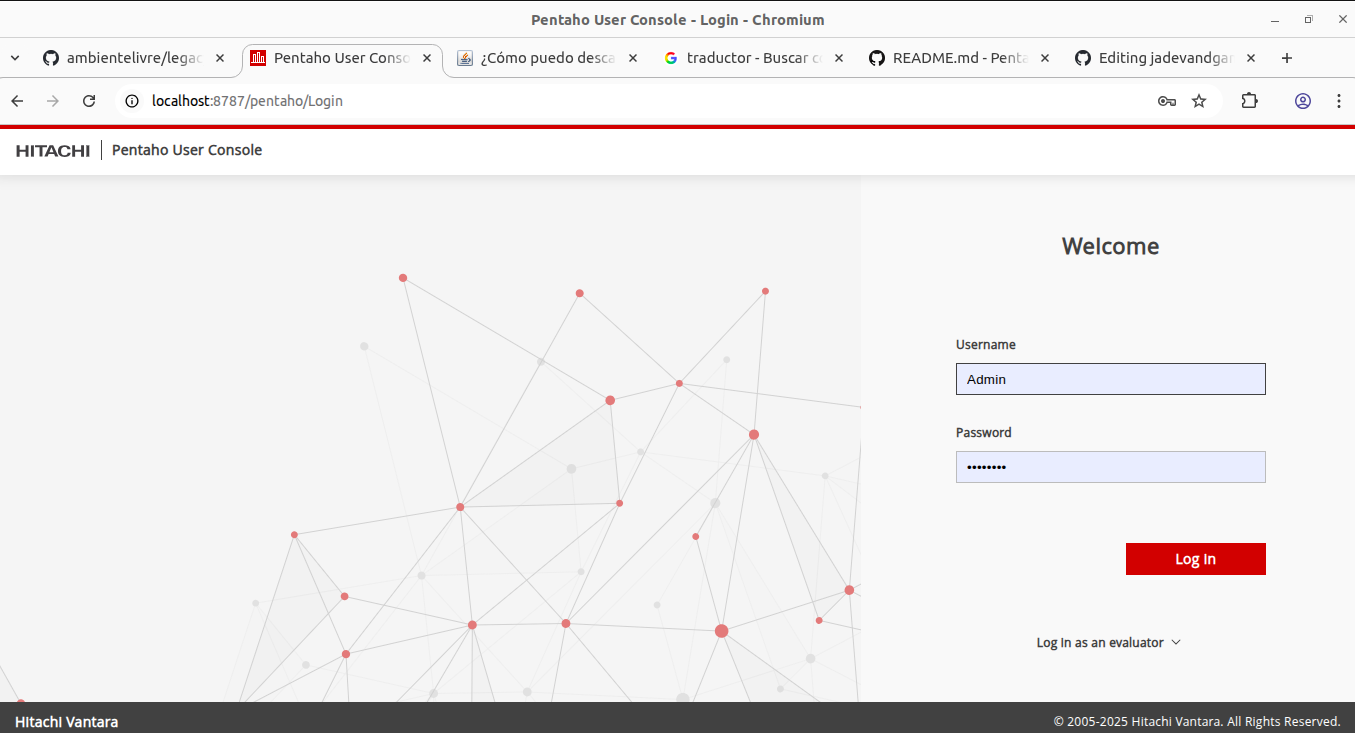 Pentaho User Console - Login - Chromium
ambientelivre/legac
Pentaho User Conso
¿Cómo puedo desca
traductor - Buscar c
README.md - Penta
Editing jadevandgar
localhost:8787/pentaho/Login
HITACHI
Pentaho User Console
Welcome
Username
Admin
Password
••••••••
Log In
Log In as an evaluator
Hitachi Vantara
© 2005-2025 Hitachi Vantara. All Rights Reserved.